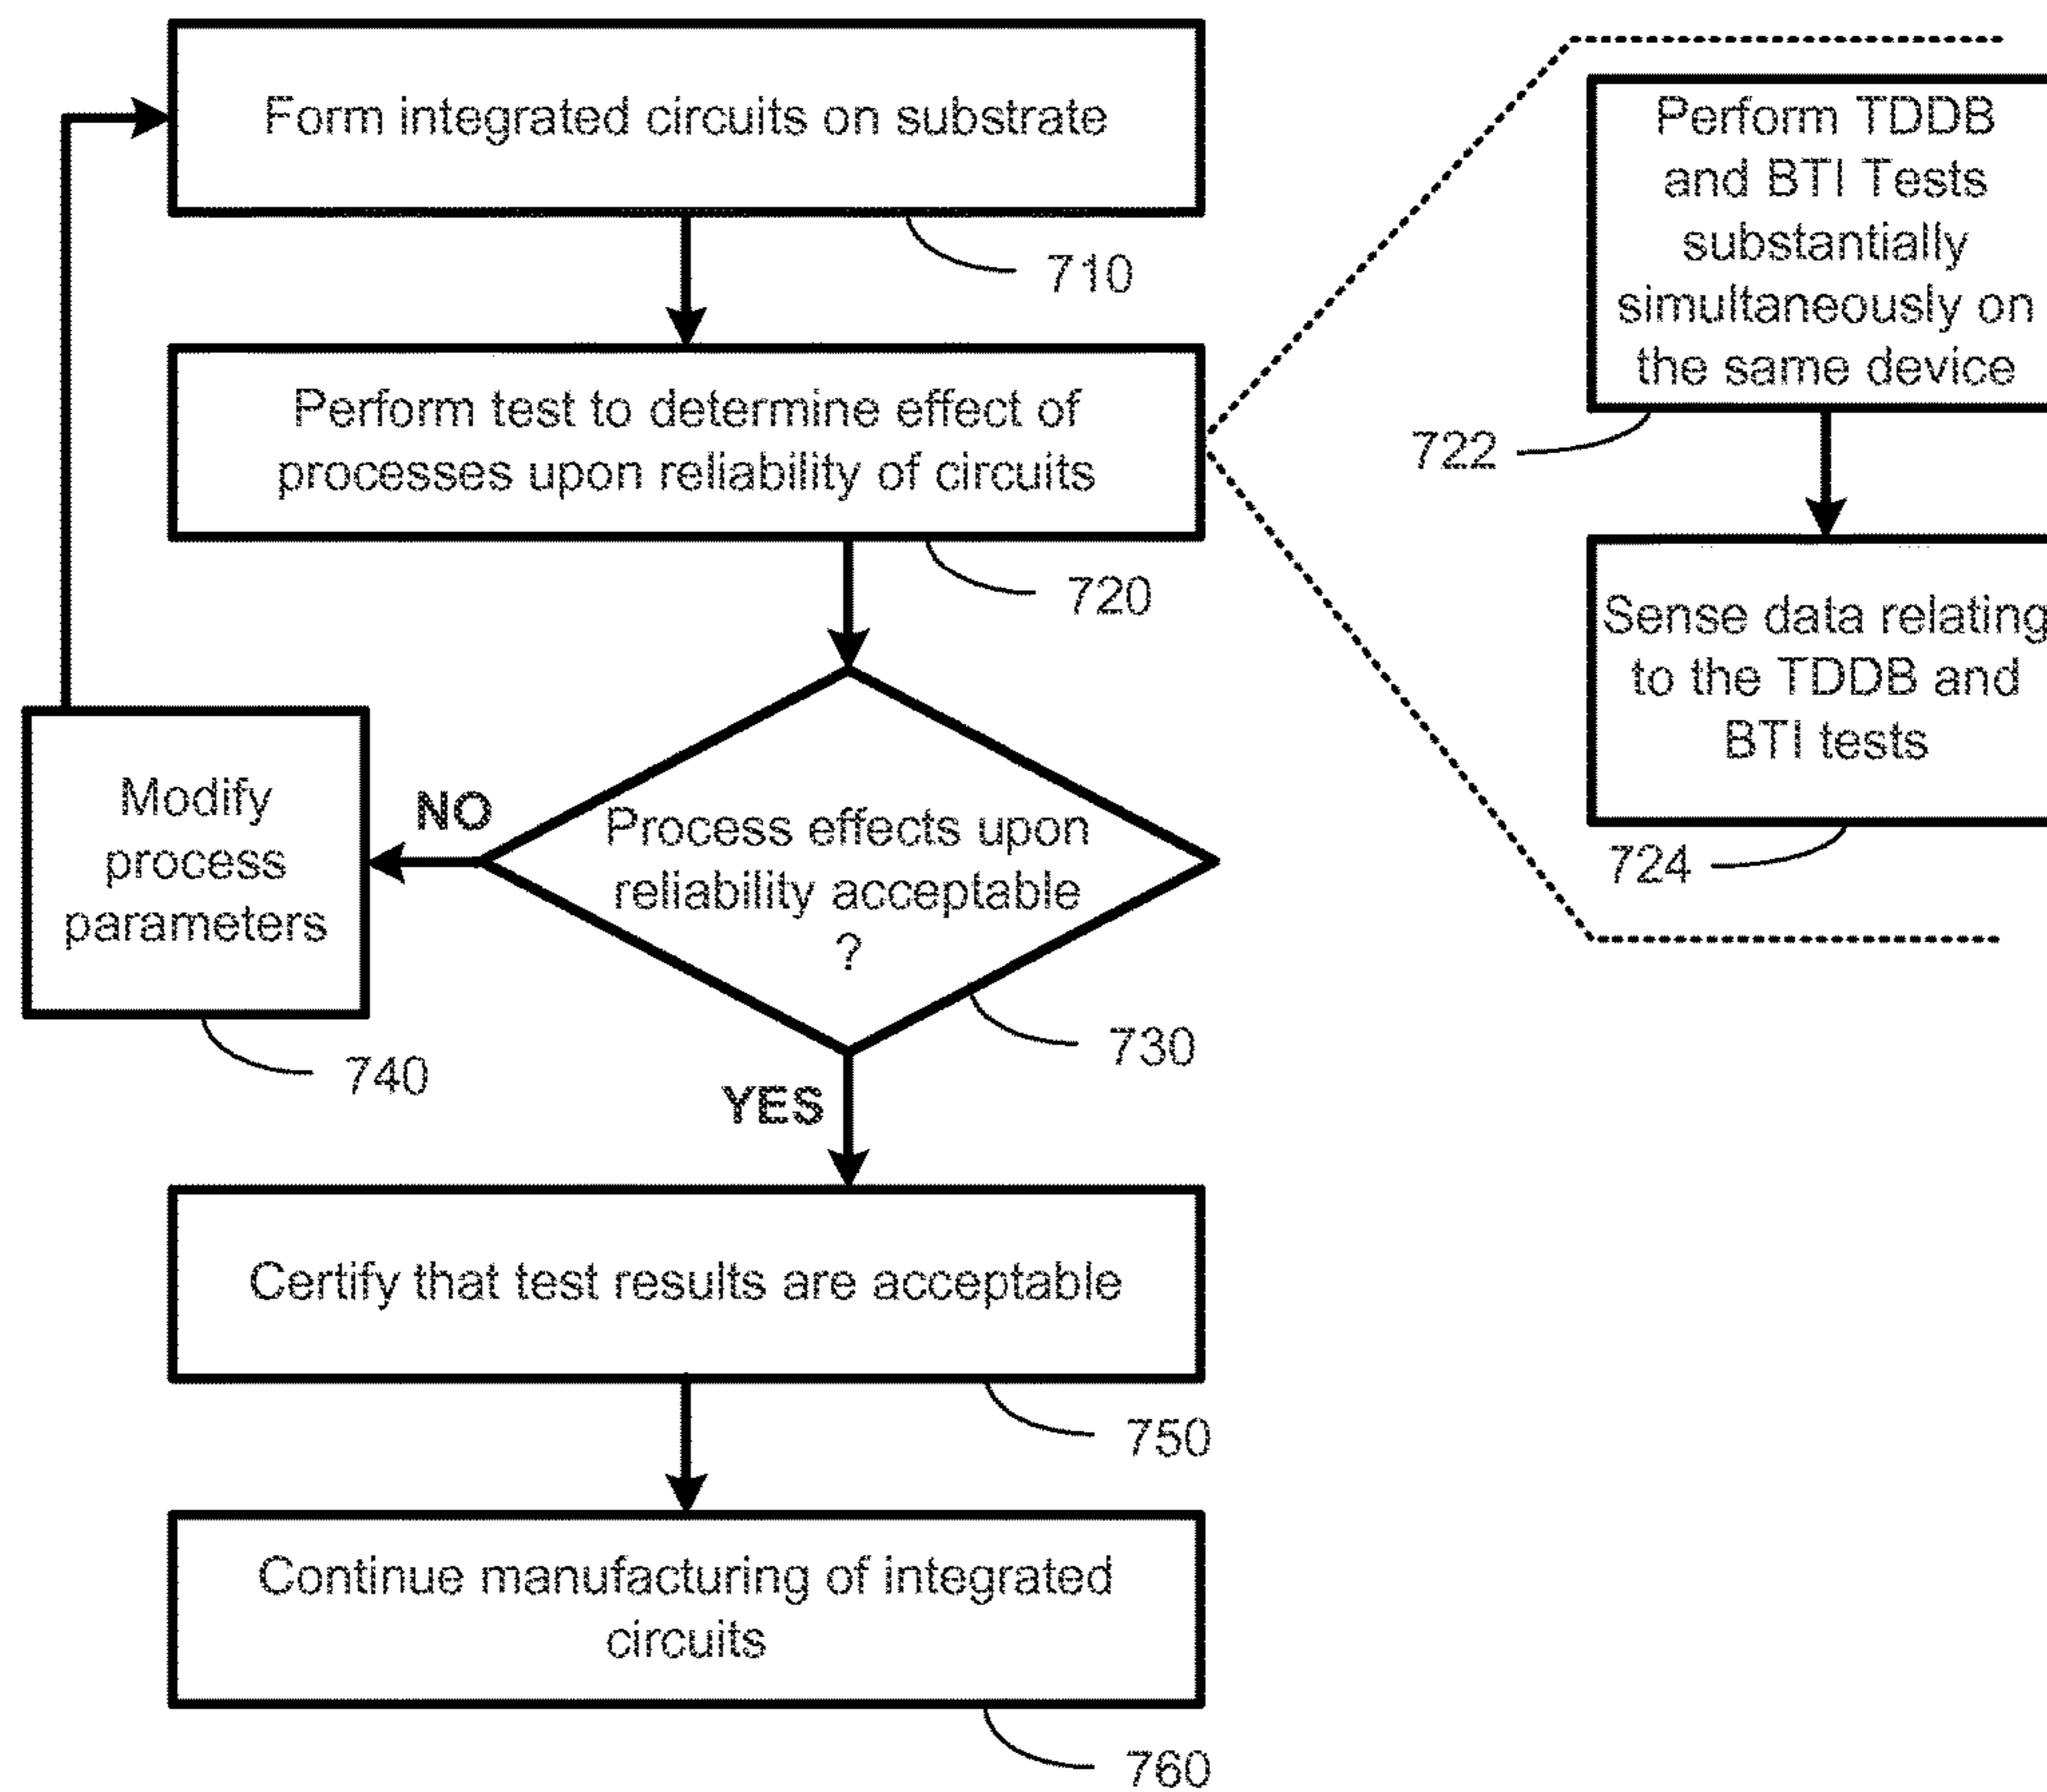 Form integrated circuits on substrate
710
Perform test to determine effect of
processes upon reliability of circuits
720
Process effects upon
reliability acceptable
?
730
NO
Modify
process
parameters
740
YES
Certify that test results are acceptable
750
Continue manufacturing of integrated
circuits
760
Perform TDDB
and BTI Tests
substantially
simultaneously on
the same device
722
Sense data relating
to the TDDB and
BTI tests
724